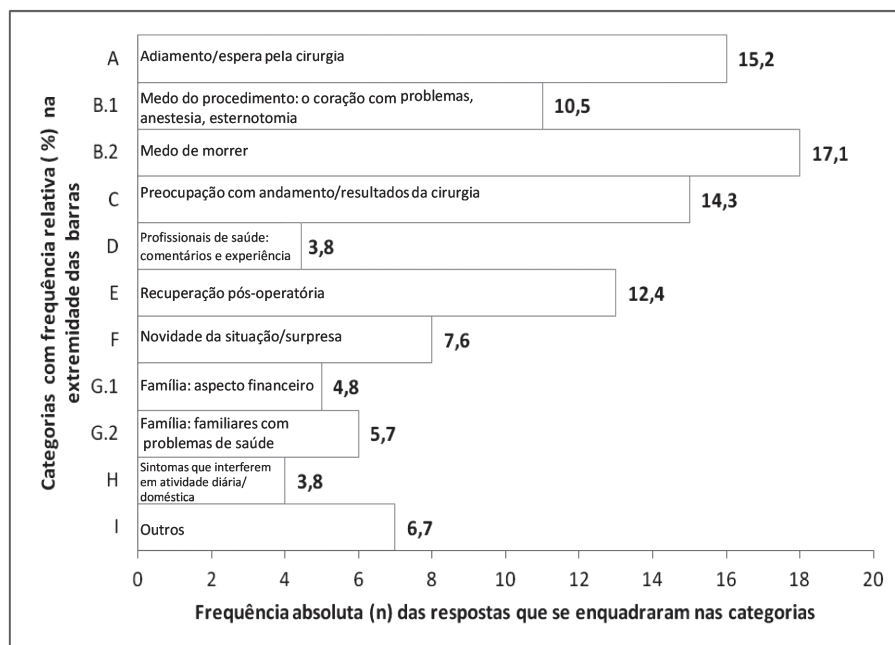 Categorias com frequência relativa (%) na
extremidade das barras
A
Adiamento/espera pela cirurgia
15,2
B.1
Medo do procedimento: o coração com problemas,
anestesia, esternotomia
10,5
B.2
Medo de morrer
17,1
C
Preocupação com andamento/resultados da cirurgia
14,3
D
Profissionais de saúde:
comentários e experiência
3,8
E
Recuperação pós-operatória
12,4
F
Novidade da situação/surpresa
7,6
G.1
Família: aspecto financeiro
4,8
G.2
Família: familiares com
problemas de saúde
5,7
H
Sintomas que interferem
em atividade diária/
doméstica
3,8
I
Outros
6,7
0 2 4 6 8 10 12 14 16 18 20
Frequência absoluta (n) das respostas que se enquadraram nas categorias